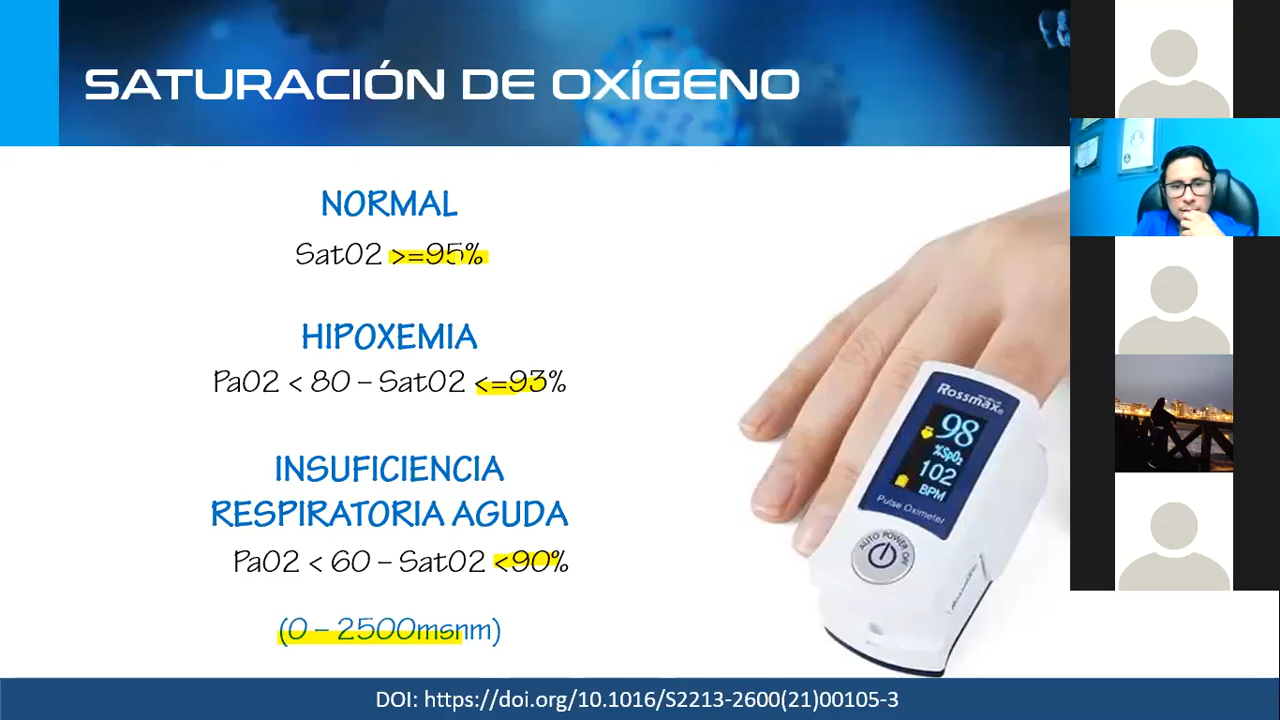 SATURACIÓN DE OXÍGENO
NORMAL
Sat02 >=95%
HIPOXEMIA
Pa02 < 80 – Sat02 <=93%
INSUFICIENCIA
RESPIRATORIA AGUDA
Pa02 < 60 – Sat02 <90%
(0 – 2500msnm)
Rossmax
98
%SpO₂
102
BPM
Pulse Oximeter
AUTO POWER OFF
DOI: https://doi.org/10.1016/S2213-2600(21)00105-3